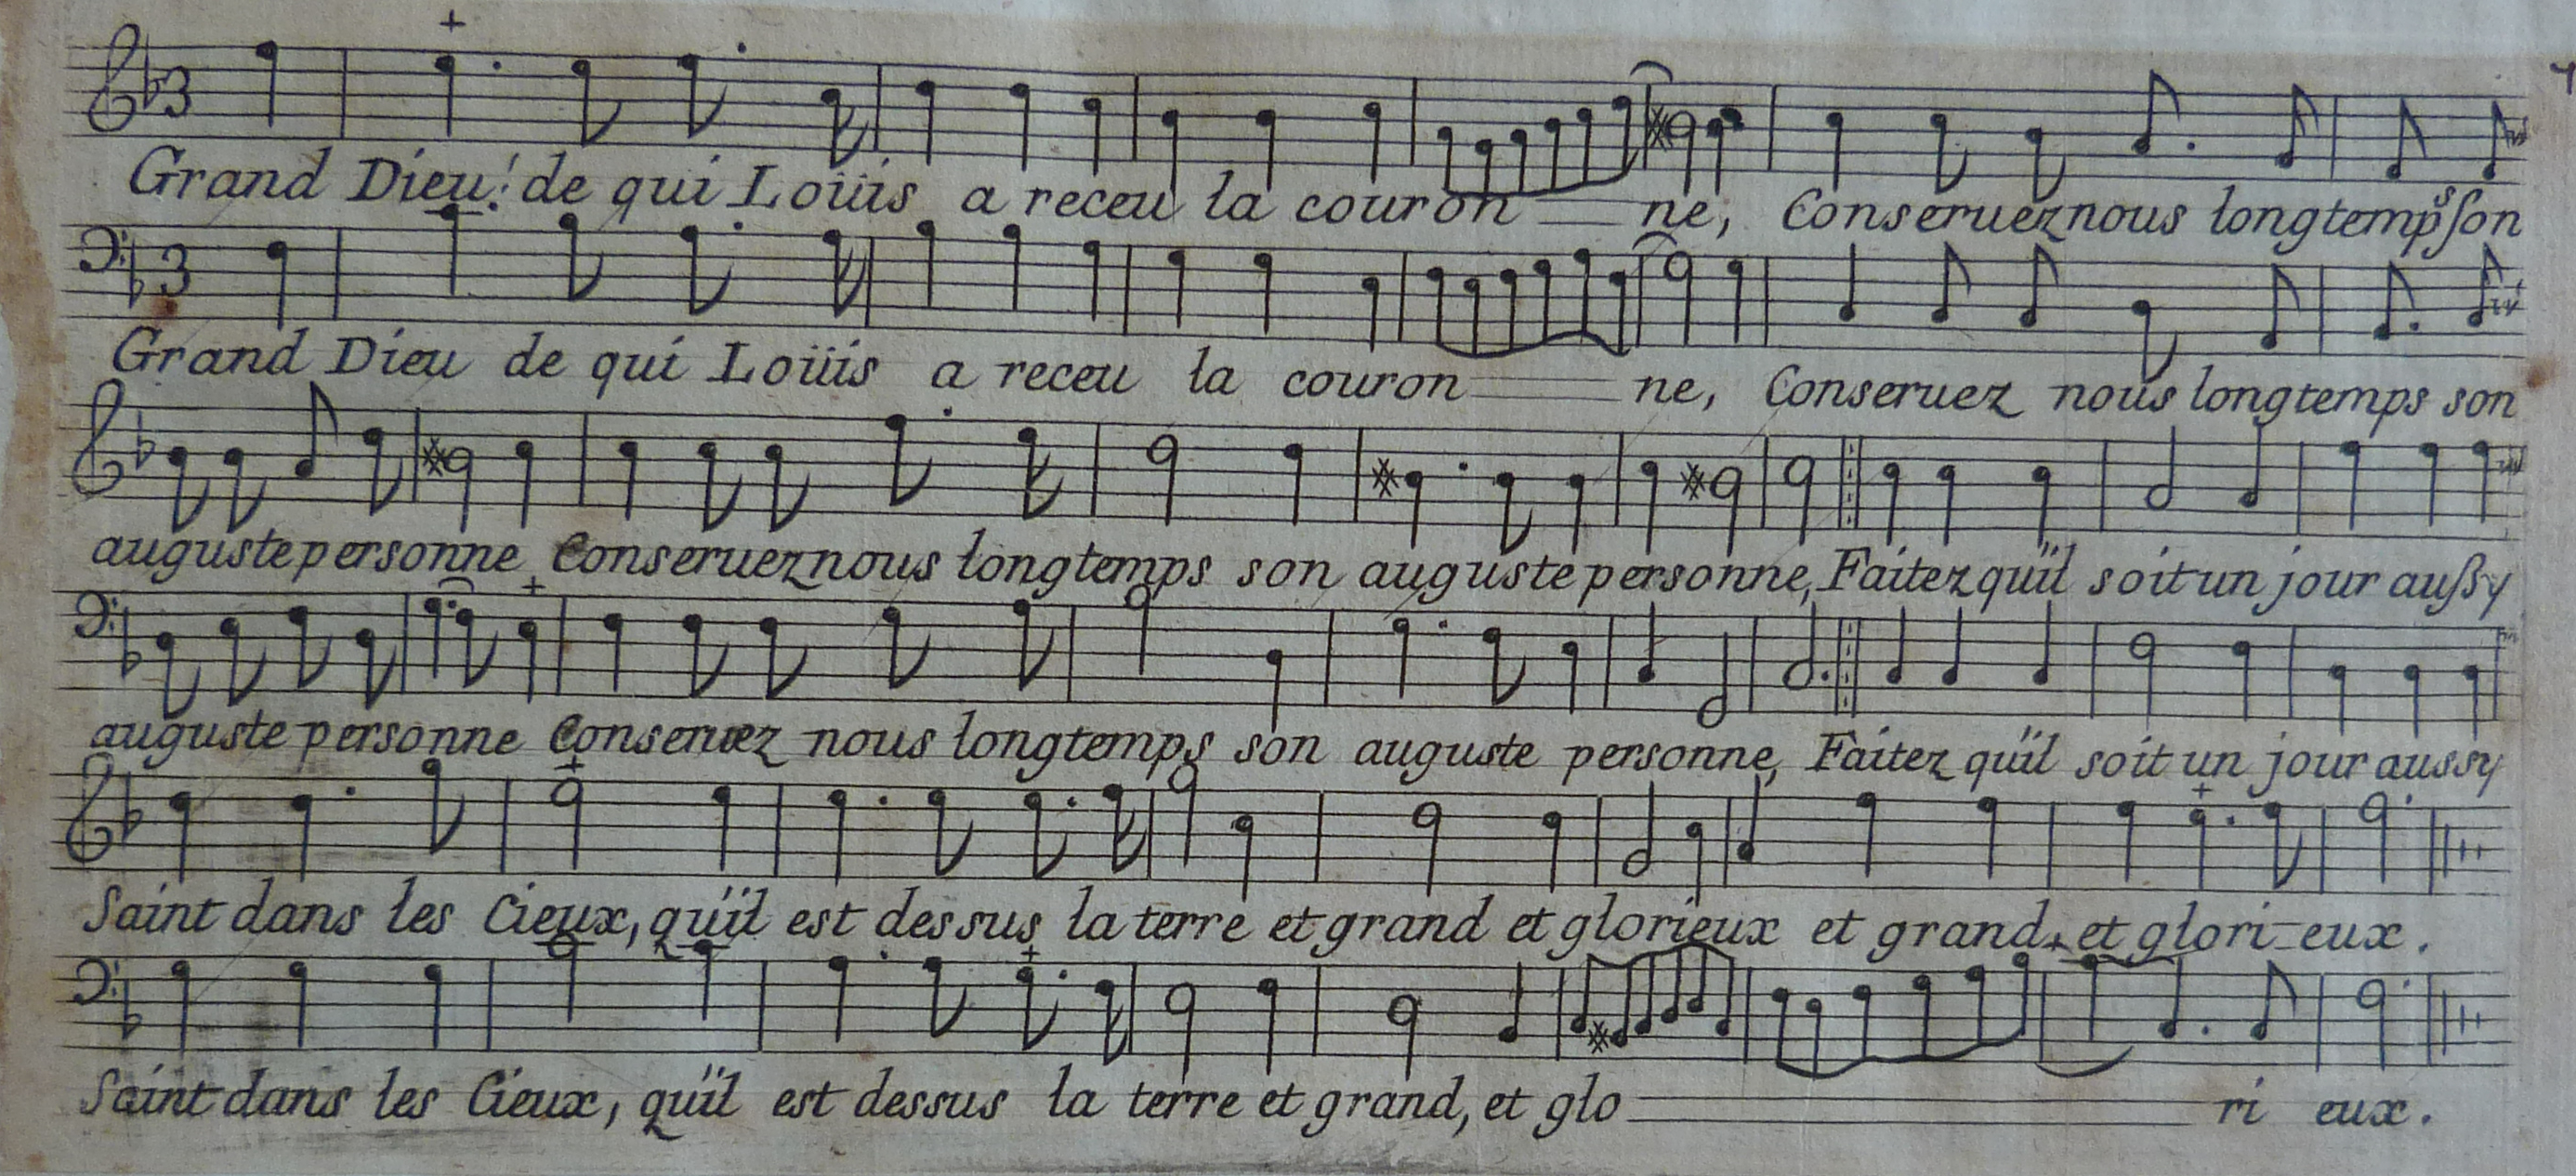 Grand Dieu! de qui Loüis a receu la couron ne, Conseruez nous longtemps son
Grand Dieu de qui Loüis a receu la couron ne, Conseruez nous longtemps son
auguste personne Conseruez nous longtemps son auguste personne, Faitez qu'il soit un jour außy
auguste personne Conseruez nous longtemps son auguste personne, Faitez qu'il soit un jour aussy
Saint dans les Cieux, qu'il est dessus la terre et grand et glorieux et grand et glori-eux.
Saint dans les Cieux, qu'il est dessus la terre et grand, et glo ri eux.